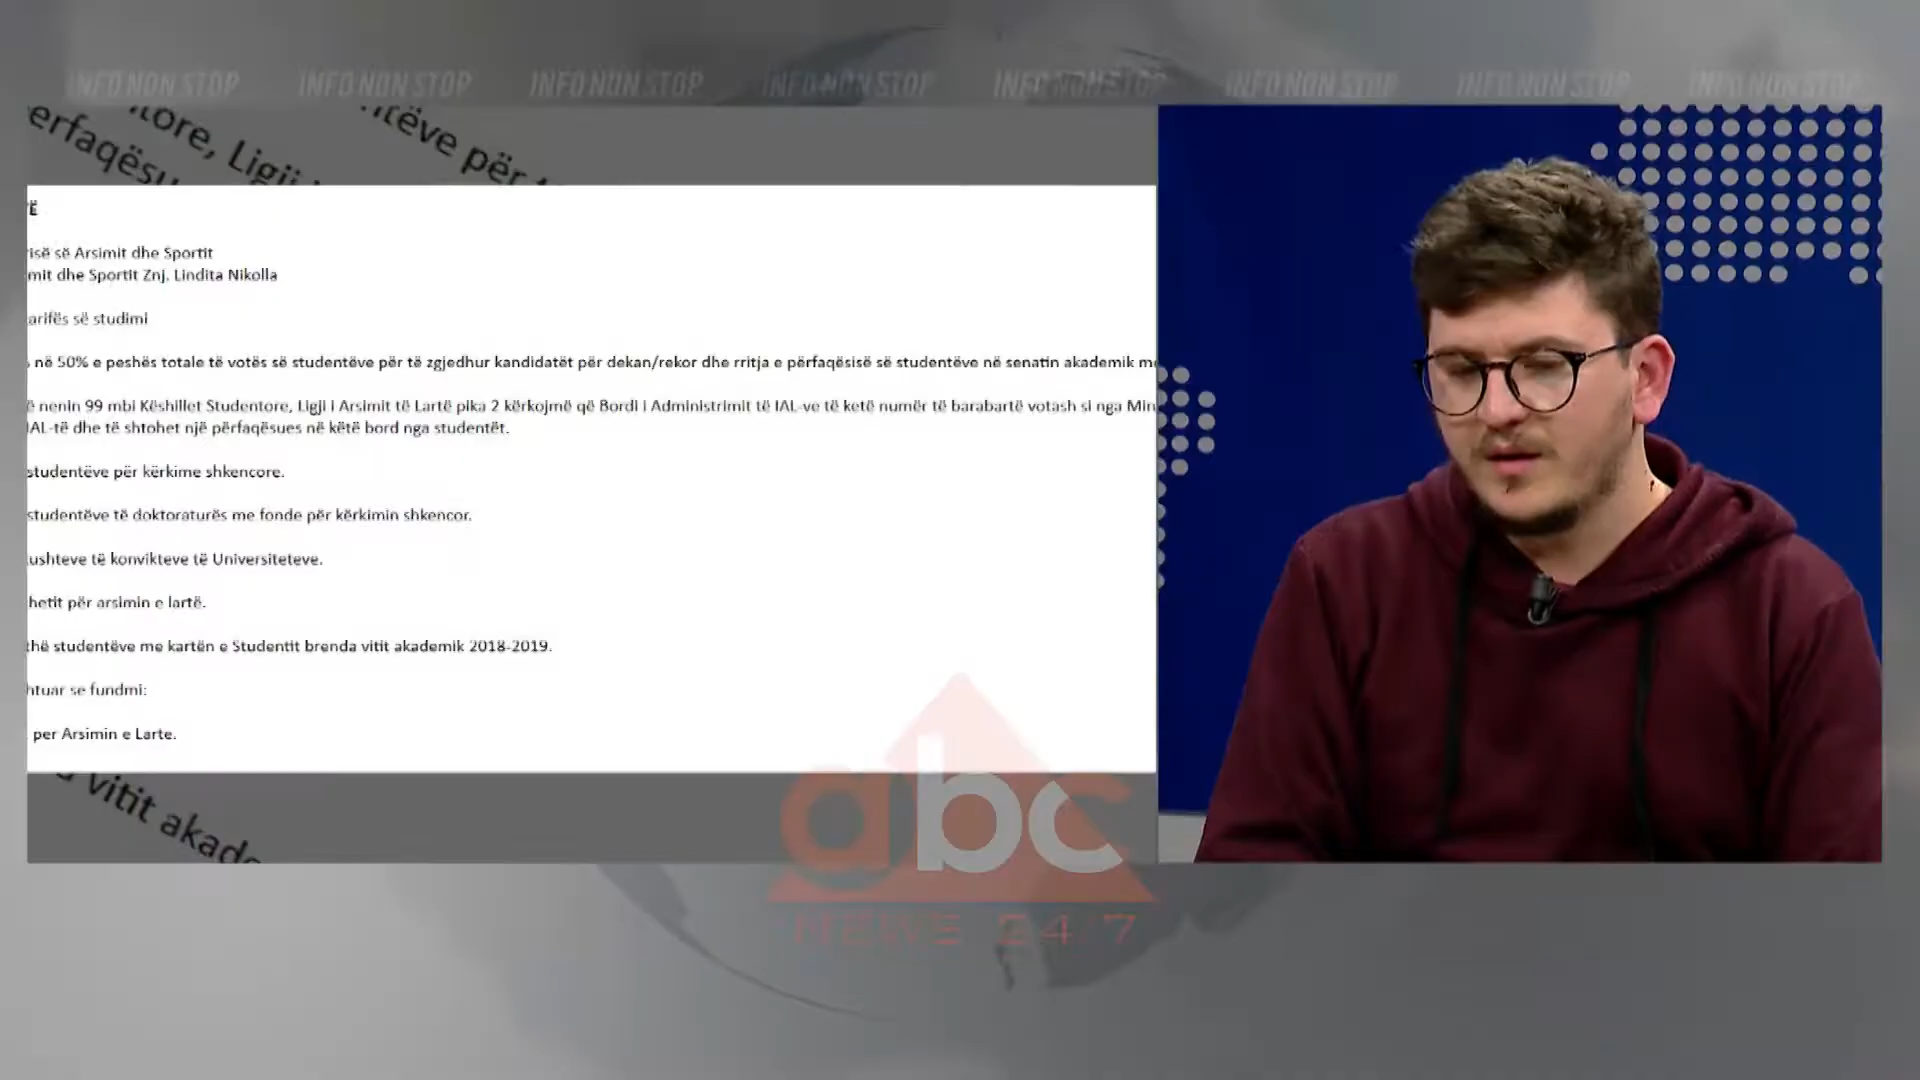 INFO NON STOP INFO NON STOP INFO NON STOP INFO NON STOP INFO NON STOP INFO NON STOP INFO NON STOP INFO NON STOP
ntëve për
tore, Ligji i
erfaqësu
TË
isë së Arsimit dhe Sportit
mit dhe Sportit Znj. Lindita Nikolla
arifës së studimi
në 50% e peshës totale të votës së studentëve për të zgjedhur kandidatët për dekan/rekor dhe rritja e përfaqësisë së studentëve në senatin akademik me
ë nenin 99 mbi Këshillet Studentore, Ligji i Arsimit të Lartë pika 2 kërkojmë që Bordi i Administrimit të IAL-ve të ketë numër të barabartë votash si nga Min
IAL-të dhe të shtohet një përfaqësues në këtë bord nga studentët.
studentëve për kërkime shkencore.
studentëve të doktoraturës me fonde për kërkimin shkencor.
ushteve të konvikteve të Universiteteve.
hetit për arsimin e lartë.
thë studentëve me kartën e Studentit brenda vitit akademik 2018-2019.
htuar se fundmi:
per Arsimin e Larte.
vitit akade
abc
NEWS 24/7